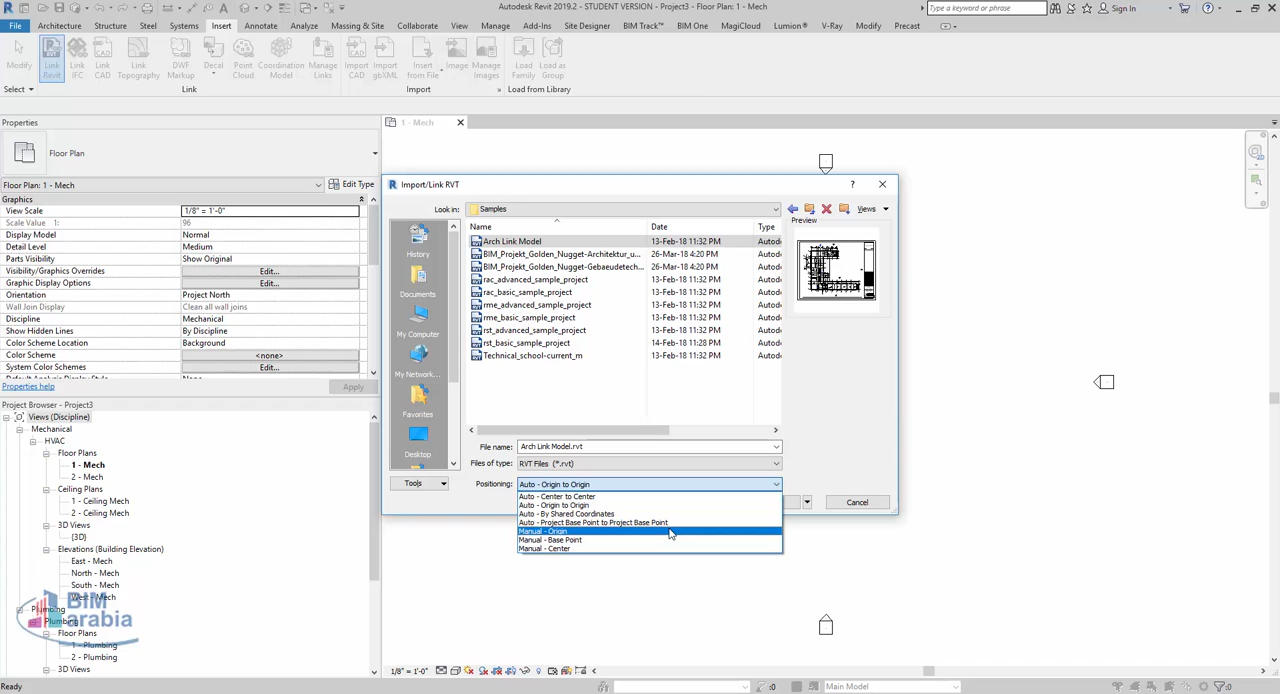 Autodesk Revit 2019.2 - STUDENT VERSION - Project3 - Floor Plan: 1 - Mech
Type a keyword or phrase
Sign In
File Architecture Structure Steel Systems Insert Annotate Analyze Massing & Site Collaborate View Manage Add-Ins Site Designer BIM Track™ MagiCloud BIM One Lumion® V-Ray Modify Precast
Modify
Link Revit
Link IFC
Link CAD
Link Topography
DWF Markup
Decal
Point Cloud
Coordination Model
Manage Links
Import CAD
Import gbXML
Insert from File
Image
Manage Images
Load Family
Load as Group
Select
Link
Import
Load from Library
Properties
1 - Mech
Floor Plan
Floor Plan: 1 - Mech
Edit Type
Graphics
View Scale 1/8" = 1'-0"
Scale Value 1: 96
Display Model Normal
Detail Level Medium
Parts Visibility Show Original
Visibility/Graphics Overrides Edit...
Graphic Display Options Edit...
Orientation Project North
Wall Join Display Clean all wall joins
Discipline Mechanical
Show Hidden Lines By Discipline
Color Scheme Location Background
Color Scheme <none>
System Color Schemes Edit...
Default Analysis Display Style None
Properties help
Apply
Project Browser - Project3
Views (Discipline)
Mechanical
HVAC
Floor Plans
1 - Mech
2 - Mech
Ceiling Plans
1 - Ceiling Mech
2 - Ceiling Mech
3D Views
{3D}
Elevations (Building Elevation)
East - Mech
North - Mech
South - Mech
West - Mech
Plumbing
Plumbing
Floor Plans
1 - Plumbing
2 - Plumbing
3D Views
BIM
arabia
Import/Link RVT
Look in: Samples
Views
Preview
Name Date Type
Arch Link Model 13-Feb-18 11:32 PM Autod
BIM_Projekt_Golden_Nugget-Architektur_u... 26-Mar-18 4:20 PM Autod
BIM_Projekt_Golden_Nugget-Gebaeudetech... 26-Mar-18 4:20 PM Autod
rac_advanced_sample_project 13-Feb-18 11:32 PM Autod
rac_basic_sample_project 13-Feb-18 11:32 PM Autod
rme_advanced_sample_project 13-Feb-18 11:32 PM Autod
rme_basic_sample_project 13-Feb-18 11:32 PM Autod
rst_advanced_sample_project 13-Feb-18 11:32 PM Autod
rst_basic_sample_project 14-Feb-18 11:28 PM Autod
Technical_school-current_m 13-Feb-18 11:32 PM Autod
History
Documents
My Computer
My Network...
Favorites
Desktop
File name: Arch Link Model.rvt
Files of type: RVT Files (*.rvt)
Tools
Positioning: Auto - Origin to Origin
Auto - Center to Center
Auto - Origin to Origin
Auto - By Shared Coordinates
Auto - Project Base Point to Project Base Point
Manual - Origin
Manual - Base Point
Manual - Center
Cancel
1/8" = 1'-0"
Ready
:0
Main Model
:0